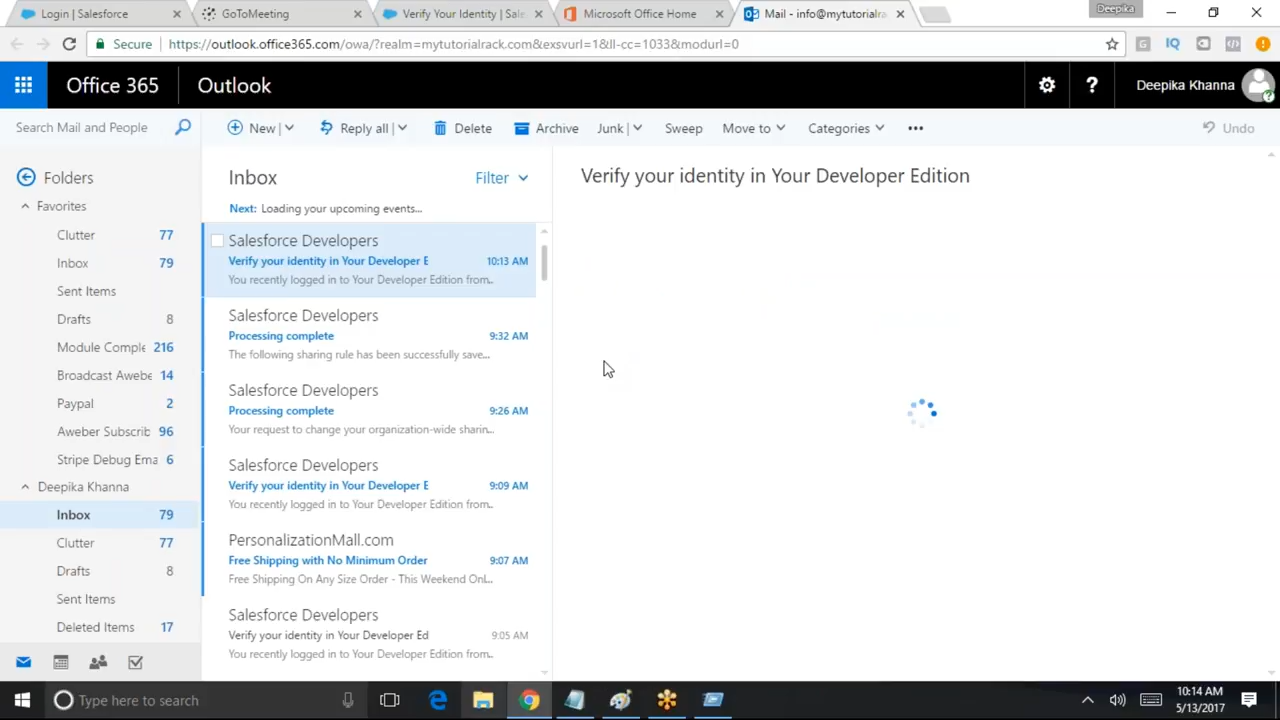 Login | Salesforce
GoToMeeting
Verify Your Identity | Sale
Microsoft Office Home
Mail - info@mytutorialra
Deepika
Secure
https://outlook.office365.com/owa/?realm=mytutorialrack.com&exsvurl=1&ll-cc=1033&modurl=0
G
IQ
Office 365
Outlook
?
Deepika Khanna
Search Mail and People
New
Reply all
Delete
Archive
Junk
Sweep
Move to
Categories
Undo
Folders
Favorites
Clutter 77
Inbox 79
Sent Items
Drafts 8
Module Comple 216
Broadcast Awebe 14
Paypal 2
Aweber Subscrib 96
Stripe Debug Ema 6
Deepika Khanna
Inbox 79
Clutter 77
Drafts 8
Sent Items
Deleted Items 17
Inbox
Filter
Next: Loading your upcoming events...
Salesforce Developers
Verify your identity in Your Developer E 10:13 AM
You recently logged in to Your Developer Edition from..
Salesforce Developers
Processing complete 9:32 AM
The following sharing rule has been successfully save...
Salesforce Developers
Processing complete 9:26 AM
Your request to change your organization-wide sharin...
Salesforce Developers
Verify your identity in Your Developer E 9:09 AM
You recently logged in to Your Developer Edition from..
PersonalizationMall.com
Free Shipping with No Minimum Order 9:07 AM
Free Shipping On Any Size Order - This Weekend Onl...
Salesforce Developers
Verify your identity in Your Developer Ed 9:05 AM
You recently logged in to Your Developer Edition from..
Verify your identity in Your Developer Edition
Type here to search
10:14 AM
5/13/2017